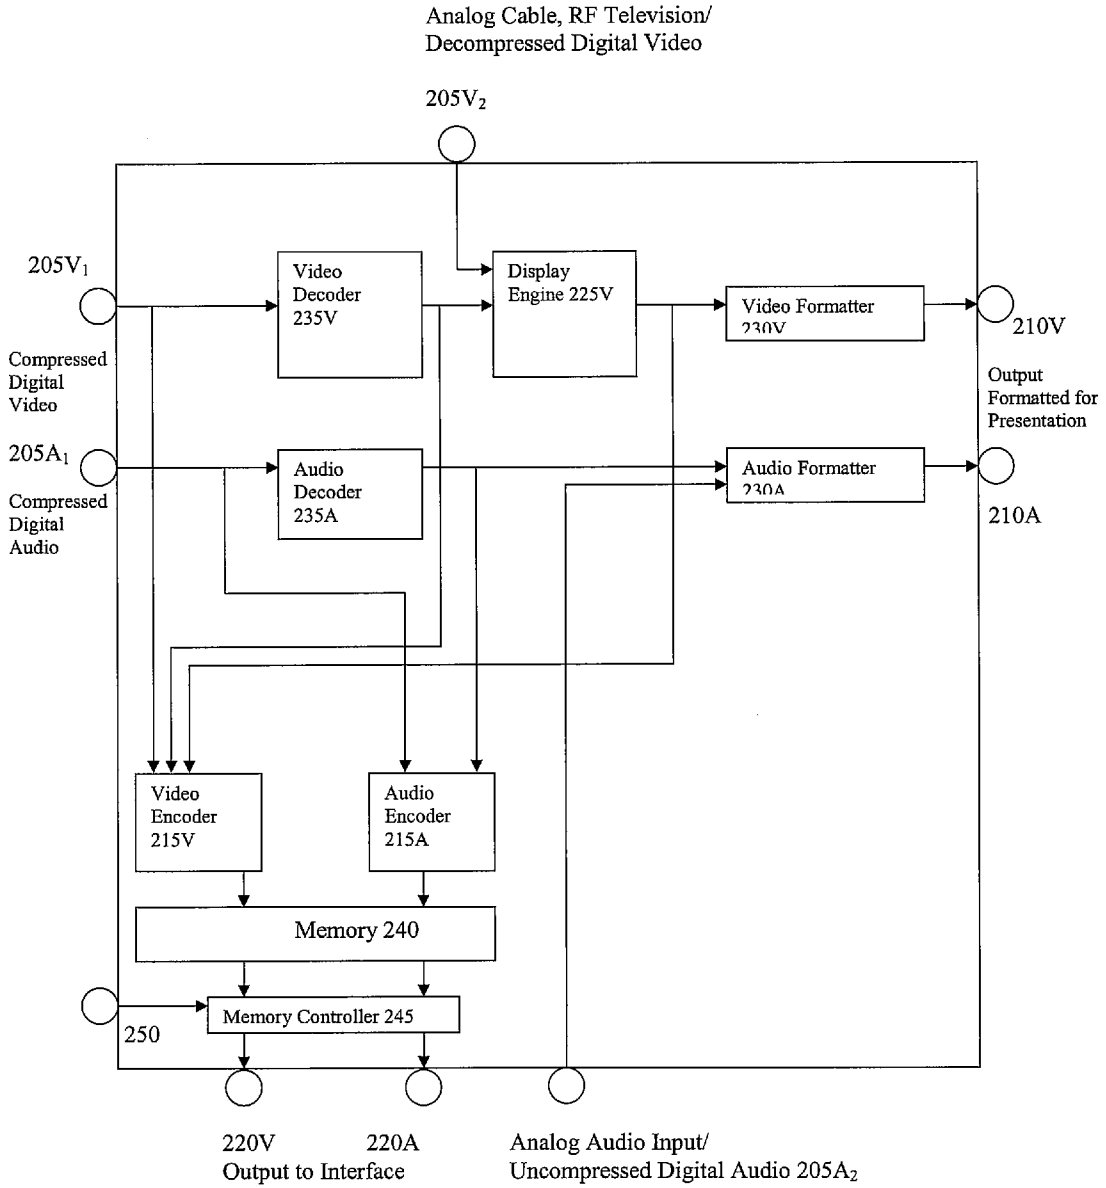 Analog Cable, RF Television/
Decompressed Digital Video
205V₂
205V₁
Compressed
Digital
Video
Video
Decoder
235V
Display
Engine 225V
Video Formatter
230V
210V
Output
Formatted for
Presentation
205A₁
Compressed
Digital
Audio
Audio
Decoder
235A
Audio Formatter
230A
210A
Video
Encoder
215V
Audio
Encoder
215A
Memory 240
250
Memory Controller 245
220V
220A
Output to Interface
Analog Audio Input/
Uncompressed Digital Audio 205A₂